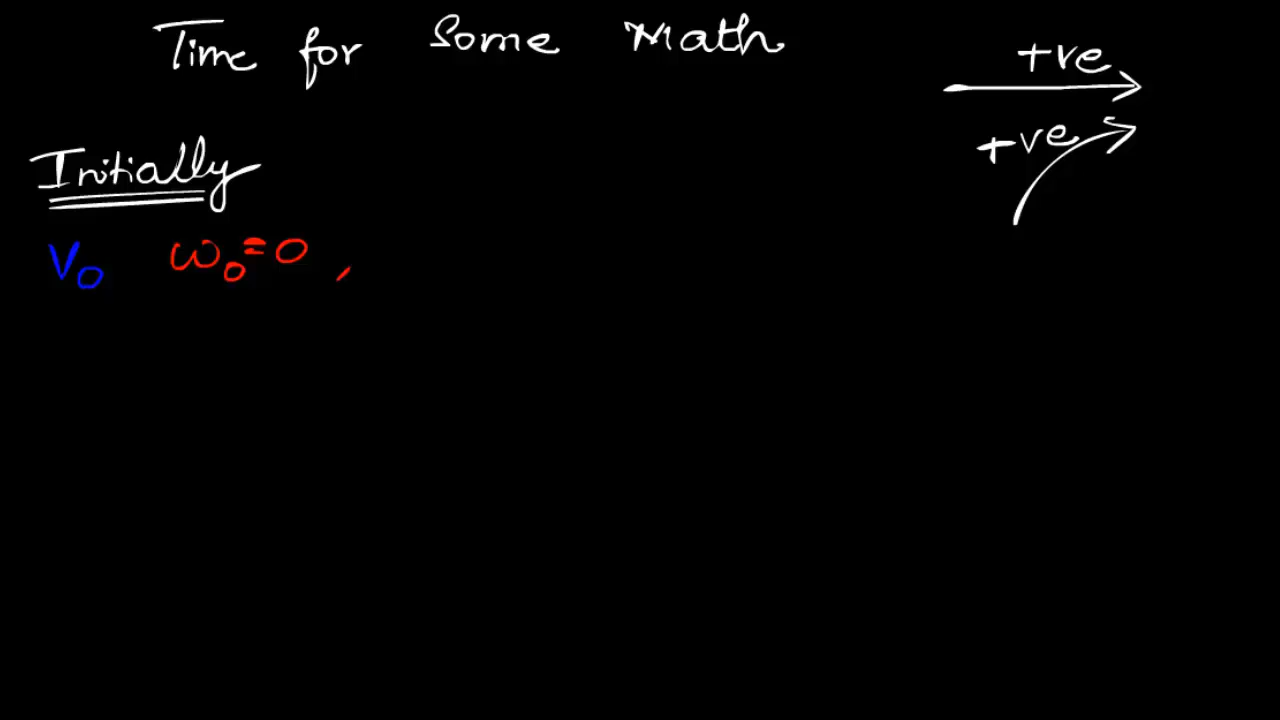 Time for Some Math
+ve
+ve
Initially
V₀ ω₀=0 ,